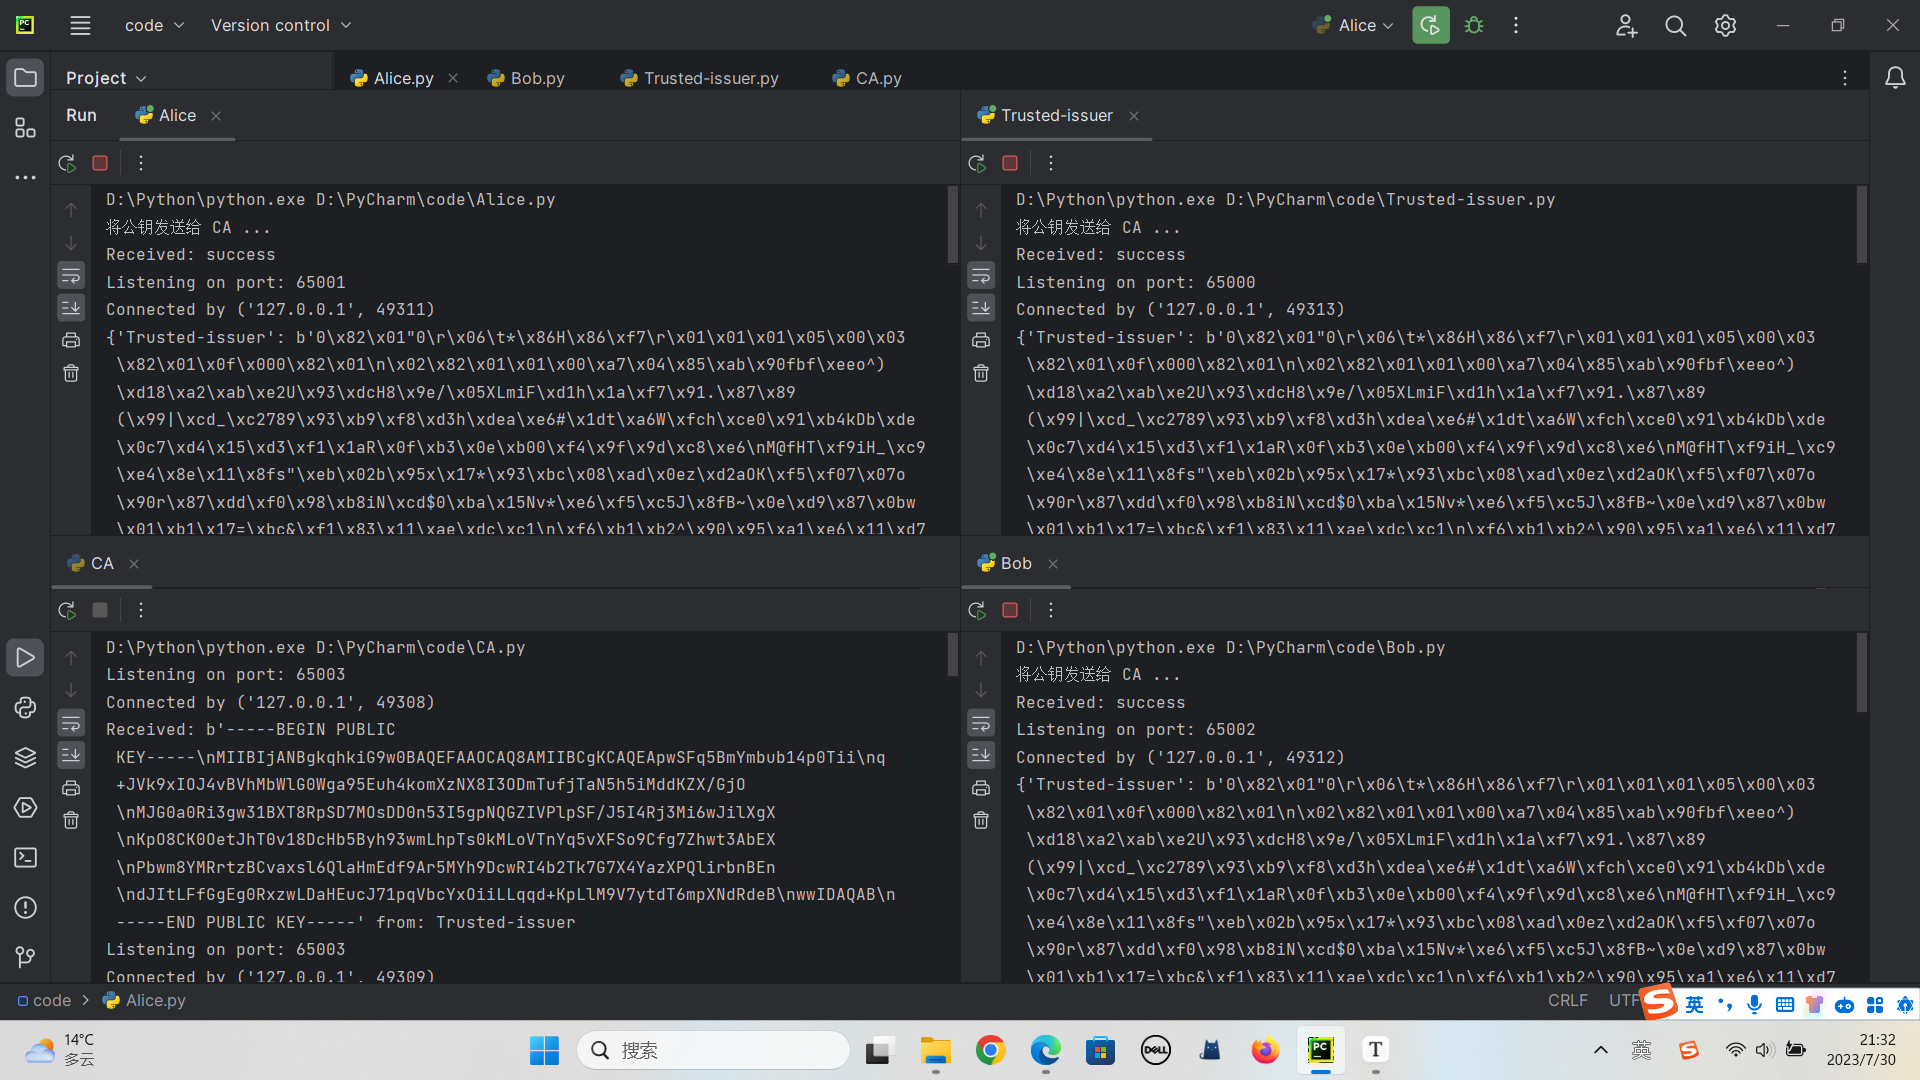 code
Version control
Alice
Project
Alice.py
Bob.py
Trusted-issuer.py
CA.py
Run
Alice
D:\Python\python.exe D:\PyCharm\code\Alice.py
将公钥发送给 CA ...
Received: success
Listening on port: 65001
Connected by ('127.0.0.1', 49311)
{'Trusted-issuer': b'0\x82\x01"0\r\x06\t*\x86H\x86\xf7\r\x01\x01\x01\x05\x00\x03
\x82\x01\x0f\x000\x82\x01\n\x02\x82\x01\x01\x00\xa7\x04\x85\xab\x90fbf\xeeo^)
\xd18\xa2\xab\xe2U\x93\xdcH8\x9e/\x05XLmiF\xd1h\x1a\xf7\x91.\x87\x89
(\x99|\xcd_\xc2789\x93\xb9\xf8\xd3h\xdea\xe6#\x1dt\xa6W\xfch\xce0\x91\xb4kDb\xde
\x0c7\xd4\x15\xd3\xf1\x1aR\x0f\xb3\x0e\xb00\xf4\x9f\x9d\xc8\xe6\nM@fHT\xf9iH_\xc9
\xe4\x8e\x11\x8fs"\xeb\x02b\x95x\x17*\x93\xbc\x08\xad\x0ez\xd2aOK\xf5\xf07\x07o
\x90r\x87\xdd\xf0\x98\xb8iN\xcd$0\xba\x15Nv*\xe6\xf5\xc5J\x8fB~\x0e\xd9\x87\x0bw
\x01\xb1\x17=\xbc&\xf1\x83\x11\xae\xdc\xc1\n\xf6\xb1\xb2^\x90\x95\xa1\xe6\x11\xd7
Trusted-issuer
D:\Python\python.exe D:\PyCharm\code\Trusted-issuer.py
将公钥发送给 CA ...
Received: success
Listening on port: 65000
Connected by ('127.0.0.1', 49313)
{'Trusted-issuer': b'0\x82\x01"0\r\x06\t*\x86H\x86\xf7\r\x01\x01\x01\x05\x00\x03
\x82\x01\x0f\x000\x82\x01\n\x02\x82\x01\x01\x00\xa7\x04\x85\xab\x90fbf\xeeo^)
\xd18\xa2\xab\xe2U\x93\xdcH8\x9e/\x05XLmiF\xd1h\x1a\xf7\x91.\x87\x89
(\x99|\xcd_\xc2789\x93\xb9\xf8\xd3h\xdea\xe6#\x1dt\xa6W\xfch\xce0\x91\xb4kDb\xde
\x0c7\xd4\x15\xd3\xf1\x1aR\x0f\xb3\x0e\xb00\xf4\x9f\x9d\xc8\xe6\nM@fHT\xf9iH_\xc9
\xe4\x8e\x11\x8fs"\xeb\x02b\x95x\x17*\x93\xbc\x08\xad\x0ez\xd2aOK\xf5\xf07\x07o
\x90r\x87\xdd\xf0\x98\xb8iN\xcd$0\xba\x15Nv*\xe6\xf5\xc5J\x8fB~\x0e\xd9\x87\x0bw
\x01\xb1\x17=\xbc&\xf1\x83\x11\xae\xdc\xc1\n\xf6\xb1\xb2^\x90\x95\xa1\xe6\x11\xd7
CA
D:\Python\python.exe D:\PyCharm\code\CA.py
Listening on port: 65003
Connected by ('127.0.0.1', 49308)
Received: b'-----BEGIN PUBLIC
KEY-----\nMIIBIjANBgkqhkiG9w0BAQEFAAOCAQ8AMIIBCgKCAQEApwSFq5BmYmbub14p0Tii\nq
+JVk9xIOJ4vBVhMbWlG0Wga95Euh4komXzNX8I3ODmTufjTaN5h5iMddKZX/GjO
\nMJG0a0Ri3gw31BXT8RpSD7MOsDD0n53I5gpNQGZIVPlpSF/J5I4Rj3Mi6wJilXgX
\nKpO8CK0OetJhT0v18DcHb5Byh93wmLhpTs0kMLoVTnYq5vXFSo9Cfg7Zhwt3AbEX
\nPbwm8YMRrtzBCvaxsl6QlaHmEdf9Ar5MYh9DcwRI4b2Tk7G7X4YazXPQlirbnBEn
\ndJItLFfGgEg0RxzwLDaHEucJ71pqVbcYxOiiLLqqd+KpLlM9V7ytdT6mpXNdRdeB\nwwIDAQAB\n
-----END PUBLIC KEY-----' from: Trusted-issuer
Listening on port: 65003
Connected by ('127.0.0.1', 49309)
Bob
D:\Python\python.exe D:\PyCharm\code\Bob.py
将公钥发送给 CA ...
Received: success
Listening on port: 65002
Connected by ('127.0.0.1', 49312)
{'Trusted-issuer': b'0\x82\x01"0\r\x06\t*\x86H\x86\xf7\r\x01\x01\x01\x05\x00\x03
\x82\x01\x0f\x000\x82\x01\n\x02\x82\x01\x01\x00\xa7\x04\x85\xab\x90fbf\xeeo^)
\xd18\xa2\xab\xe2U\x93\xdcH8\x9e/\x05XLmiF\xd1h\x1a\xf7\x91.\x87\x89
(\x99|\xcd_\xc2789\x93\xb9\xf8\xd3h\xdea\xe6#\x1dt\xa6W\xfch\xce0\x91\xb4kDb\xde
\x0c7\xd4\x15\xd3\xf1\x1aR\x0f\xb3\x0e\xb00\xf4\x9f\x9d\xc8\xe6\nM@fHT\xf9iH_\xc9
\xe4\x8e\x11\x8fs"\xeb\x02b\x95x\x17*\x93\xbc\x08\xad\x0ez\xd2aOK\xf5\xf07\x07o
\x90r\x87\xdd\xf0\x98\xb8iN\xcd$0\xba\x15Nv*\xe6\xf5\xc5J\x8fB~\x0e\xd9\x87\x0bw
\x01\xb1\x17=\xbc&\xf1\x83\x11\xae\xdc\xc1\n\xf6\xb1\xb2^\x90\x95\xa1\xe6\x11\xd7
code
Alice.py
CRLF
UTF
英
14°C
多云
搜索
英
21:32
2023/7/30